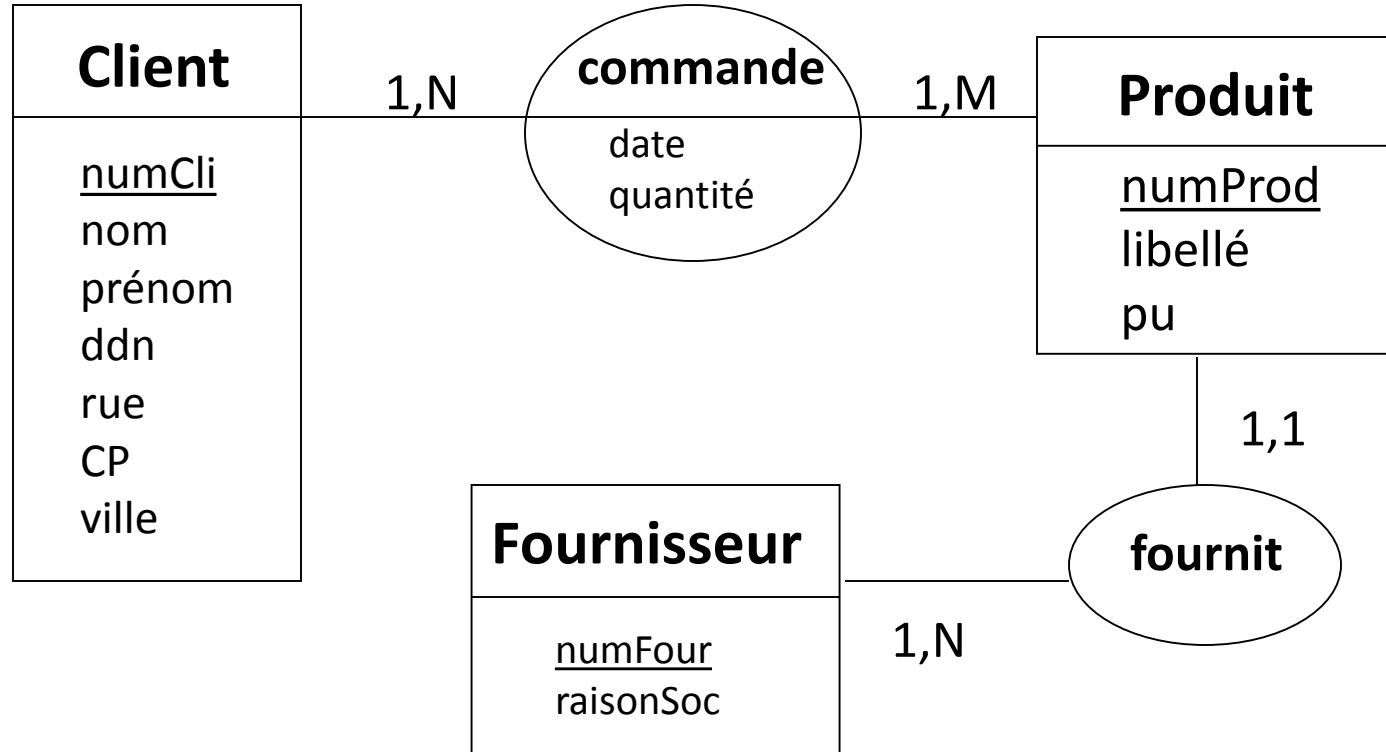 Client
numCli
nom
prénom
ddn
rue
CP
ville
1,N
commande
date
quantité
1,M
Produit
numProd
libellé
pu
1,1
fournit
1,N
Fournisseur
numFour
raisonSoc